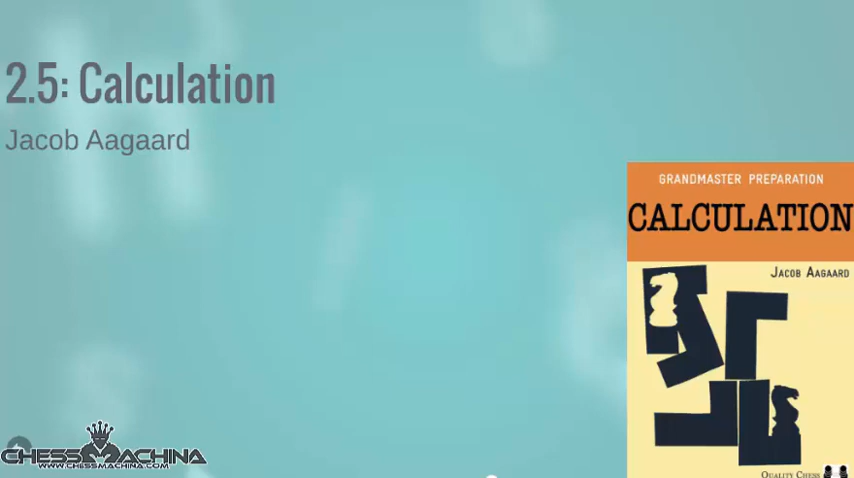 2.5: Calculation
Jacob Aagaard
GRANDMASTER PREPARATION
CALCULATION
JACOB AAGAARD
QUALITY CHESS
CHESSMACHINA
WWW.CHESSMACHINA.COM